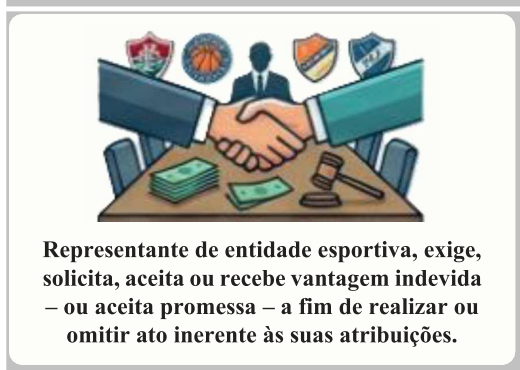 Representante de entidade esportiva, exige,
solicita, aceita ou recebe vantagem indevida
– ou aceita promessa – a fim de realizar ou
omitir ato inerente às suas atribuições.